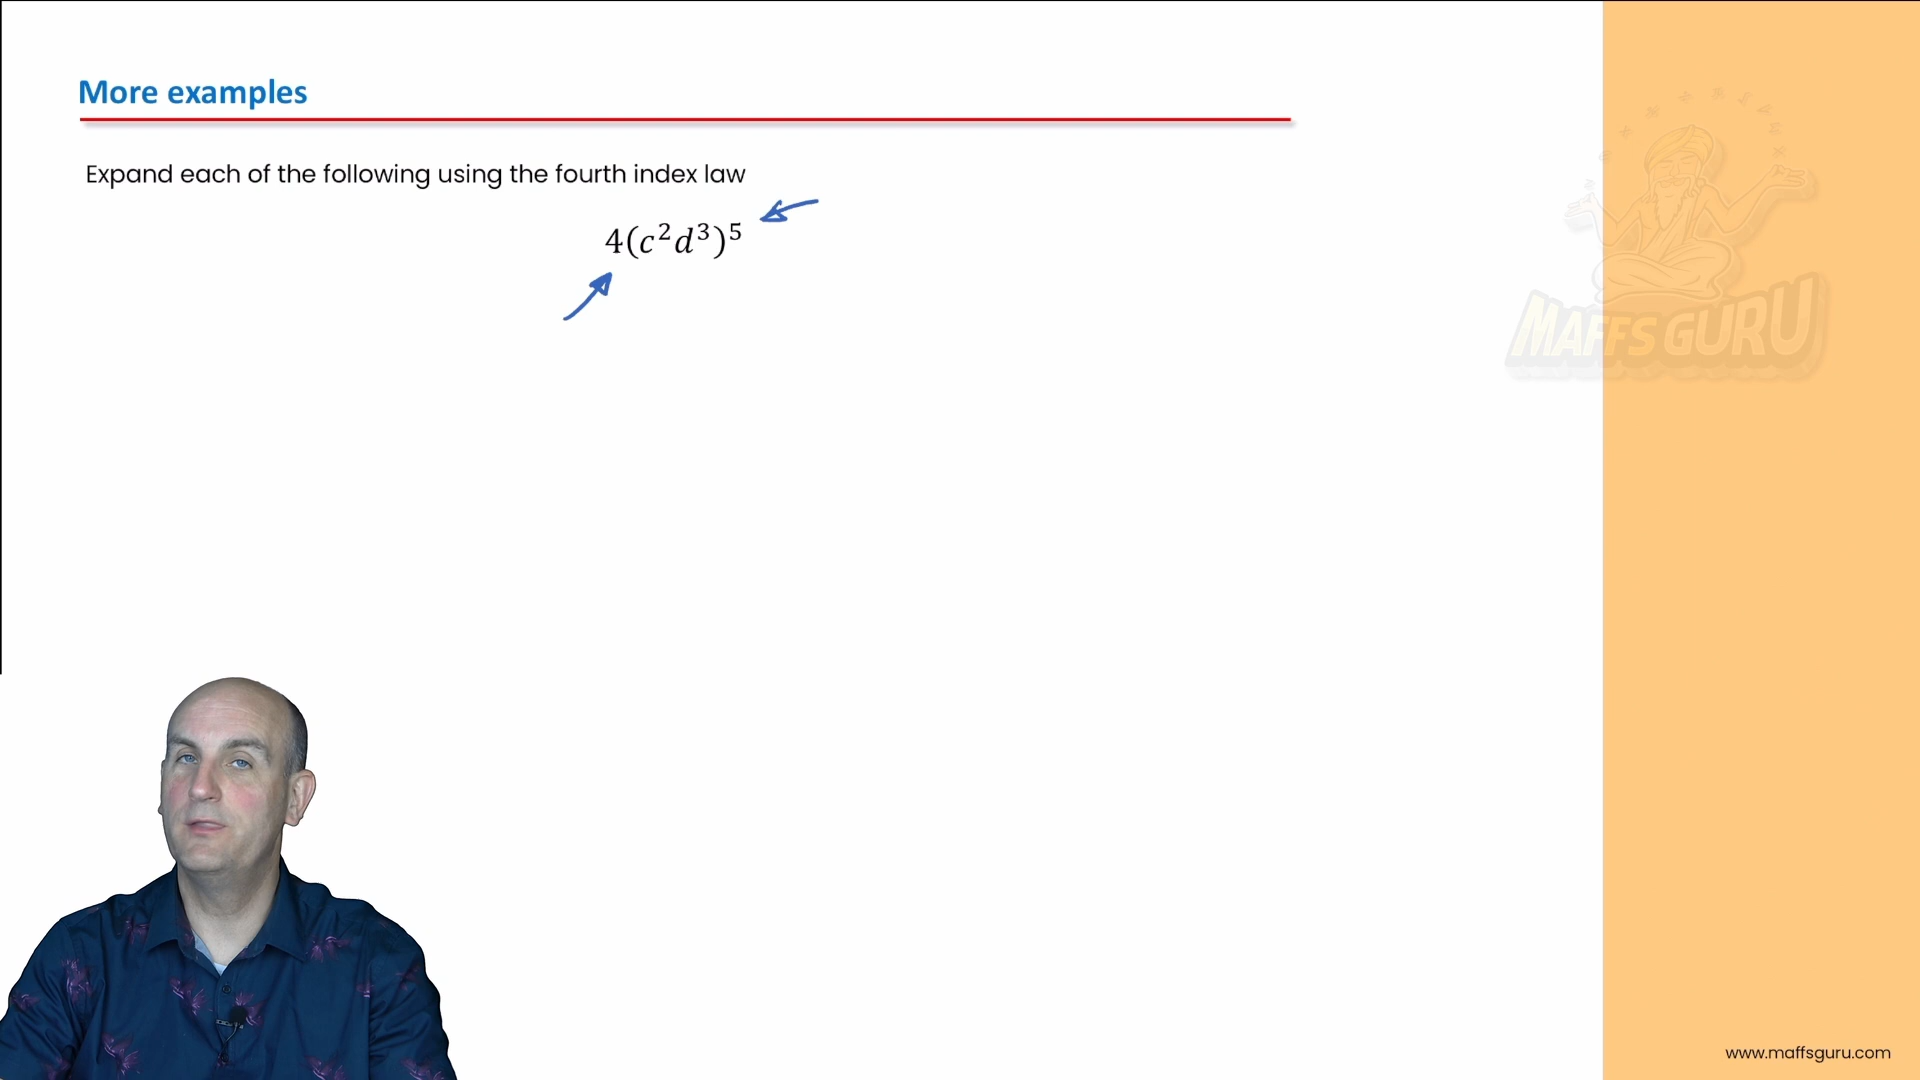 More examples
Expand each of the following using the fourth index law
4(c²d³)⁵
MAFFS GURU
www.maffsguru.com